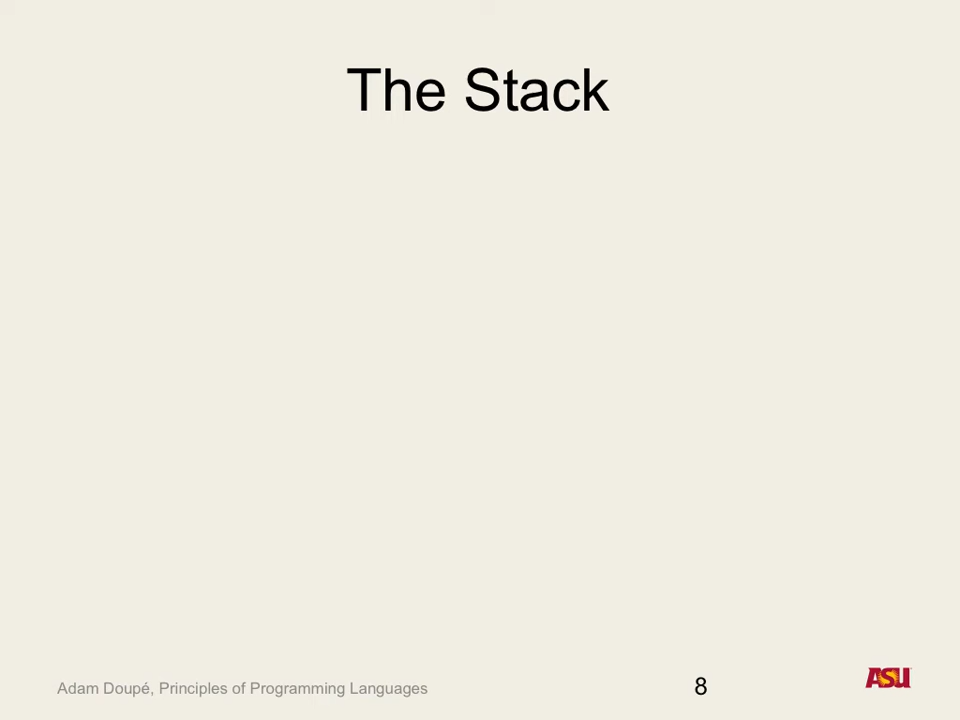 The Stack
Adam Doupé, Principles of Programming Languages
8
ASU